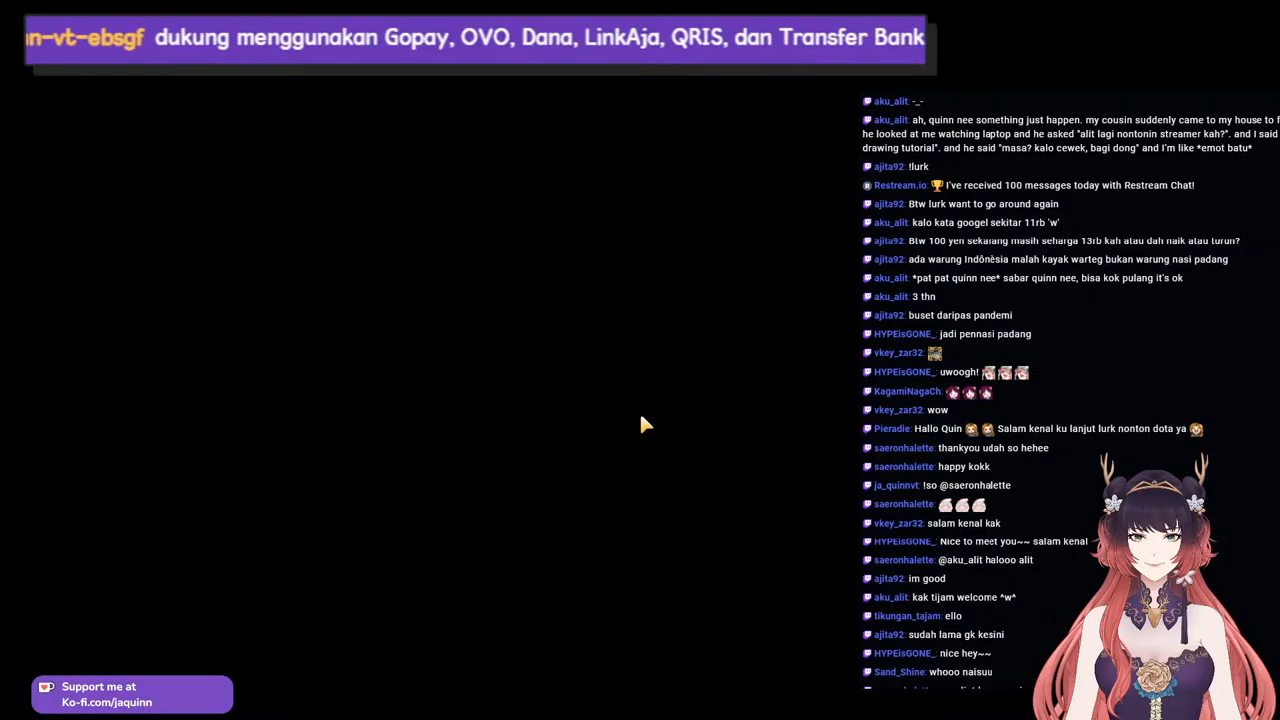 n-vt-ebsgf dukung menggunakan Gopay, OVO, Dana, LinkAja, QRIS, dan Transfer Bank
aku_alit: -_-
aku_alit: ah, quinn nee something just happen. my cousin suddenly came to my house to f
he looked at me watching laptop and he asked "alit lagi nontonin streamer kah?". and I said
drawing tutorial". and he said "masa? kalo cewek, bagi dong" and I'm like *emot batu*
ajita92: !lurk
Restream.io: 🏆 I've received 100 messages today with Restream Chat!
ajita92: Btw lurk want to go around again
aku_alit: kalo kata googel sekitar 11rb 'w'
ajita92: Btw 100 yen sekarang masih seharga 13rb kah atau dah naik atau turun?
ajita92: ada warung Indônèsia malah kayak warteg bukan warung nasi padang
aku_alit: *pat pat quinn nee* sabar quinn nee, bisa kok pulang it's ok
aku_alit: 3 thn
ajita92: buset daripas pandemi
HYPEisGONE_: jadi pennasi padang
vkey_zar32:
HYPEisGONE_: uwoogh!
KagamiNagaCh:
vkey_zar32: wow
Pieradie: Hallo Quin Salam kenal ku lanjut lurk nonton dota ya
saeronhalette: thankyou udah so hehee
saeronhalette: happy kokk
ja_quinnvt: !so @saeronhalette
saeronhalette:
vkey_zar32: salam kenal kak
HYPEisGONE_: Nice to meet you~~ salam kenal
saeronhalette: @aku_alit halooo alit
ajita92: im good
aku_alit: kak tijam welcome ^w^
tikungan_tajam: ello
ajita92: sudah lama gk kesini
HYPEisGONE_: nice hey~~
Sand_Shine: whooo naisuu
Support me at
Ko-fi.com/jaquinn